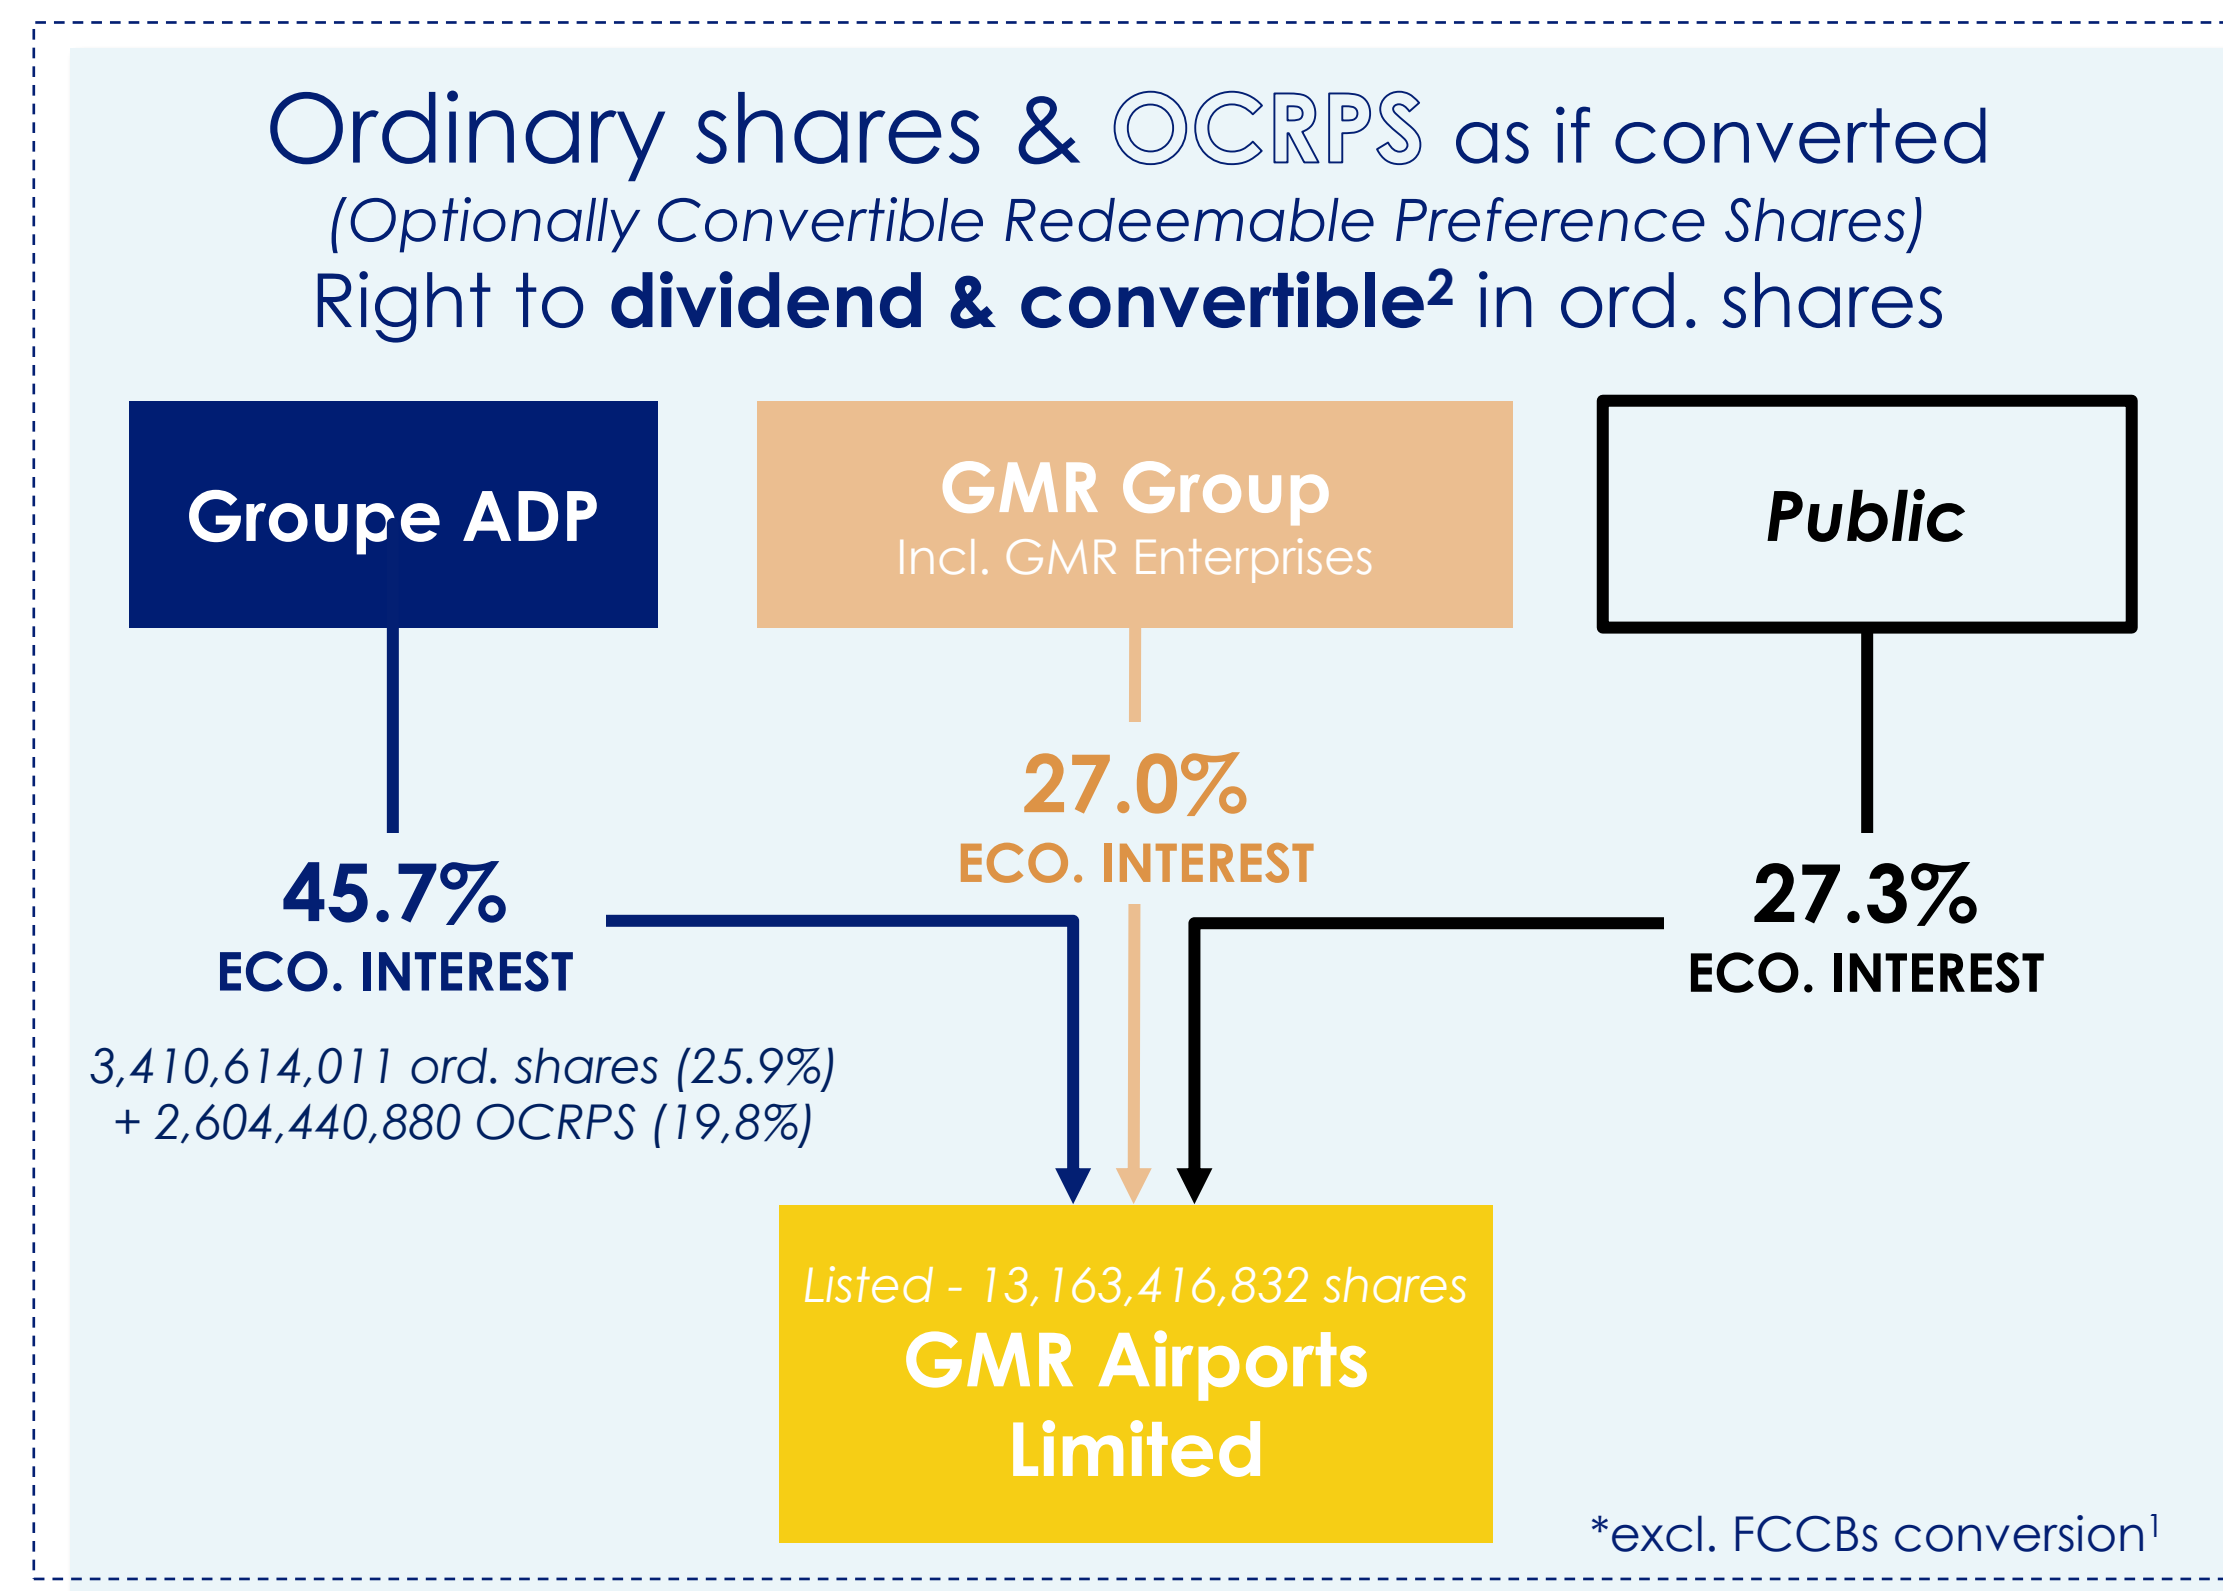 Ordinary shares & OCRPS as if converted
(Optionally Convertible Redeemable Preference Shares)
Right to dividend & convertible² in ord. shares
Groupe ADP
GMR Group
Incl. GMR Enterprises
Public
27.0%
ECO. INTEREST
45.7%
ECO. INTEREST
27.3%
ECO. INTEREST
3,410,614,011 ord. shares (25.9%)
+ 2,604,440,880 OCRPS (19,8%)
Listed - 13,163,416,832 shares
GMR Airports
Limited
*excl. FCCBs conversion¹